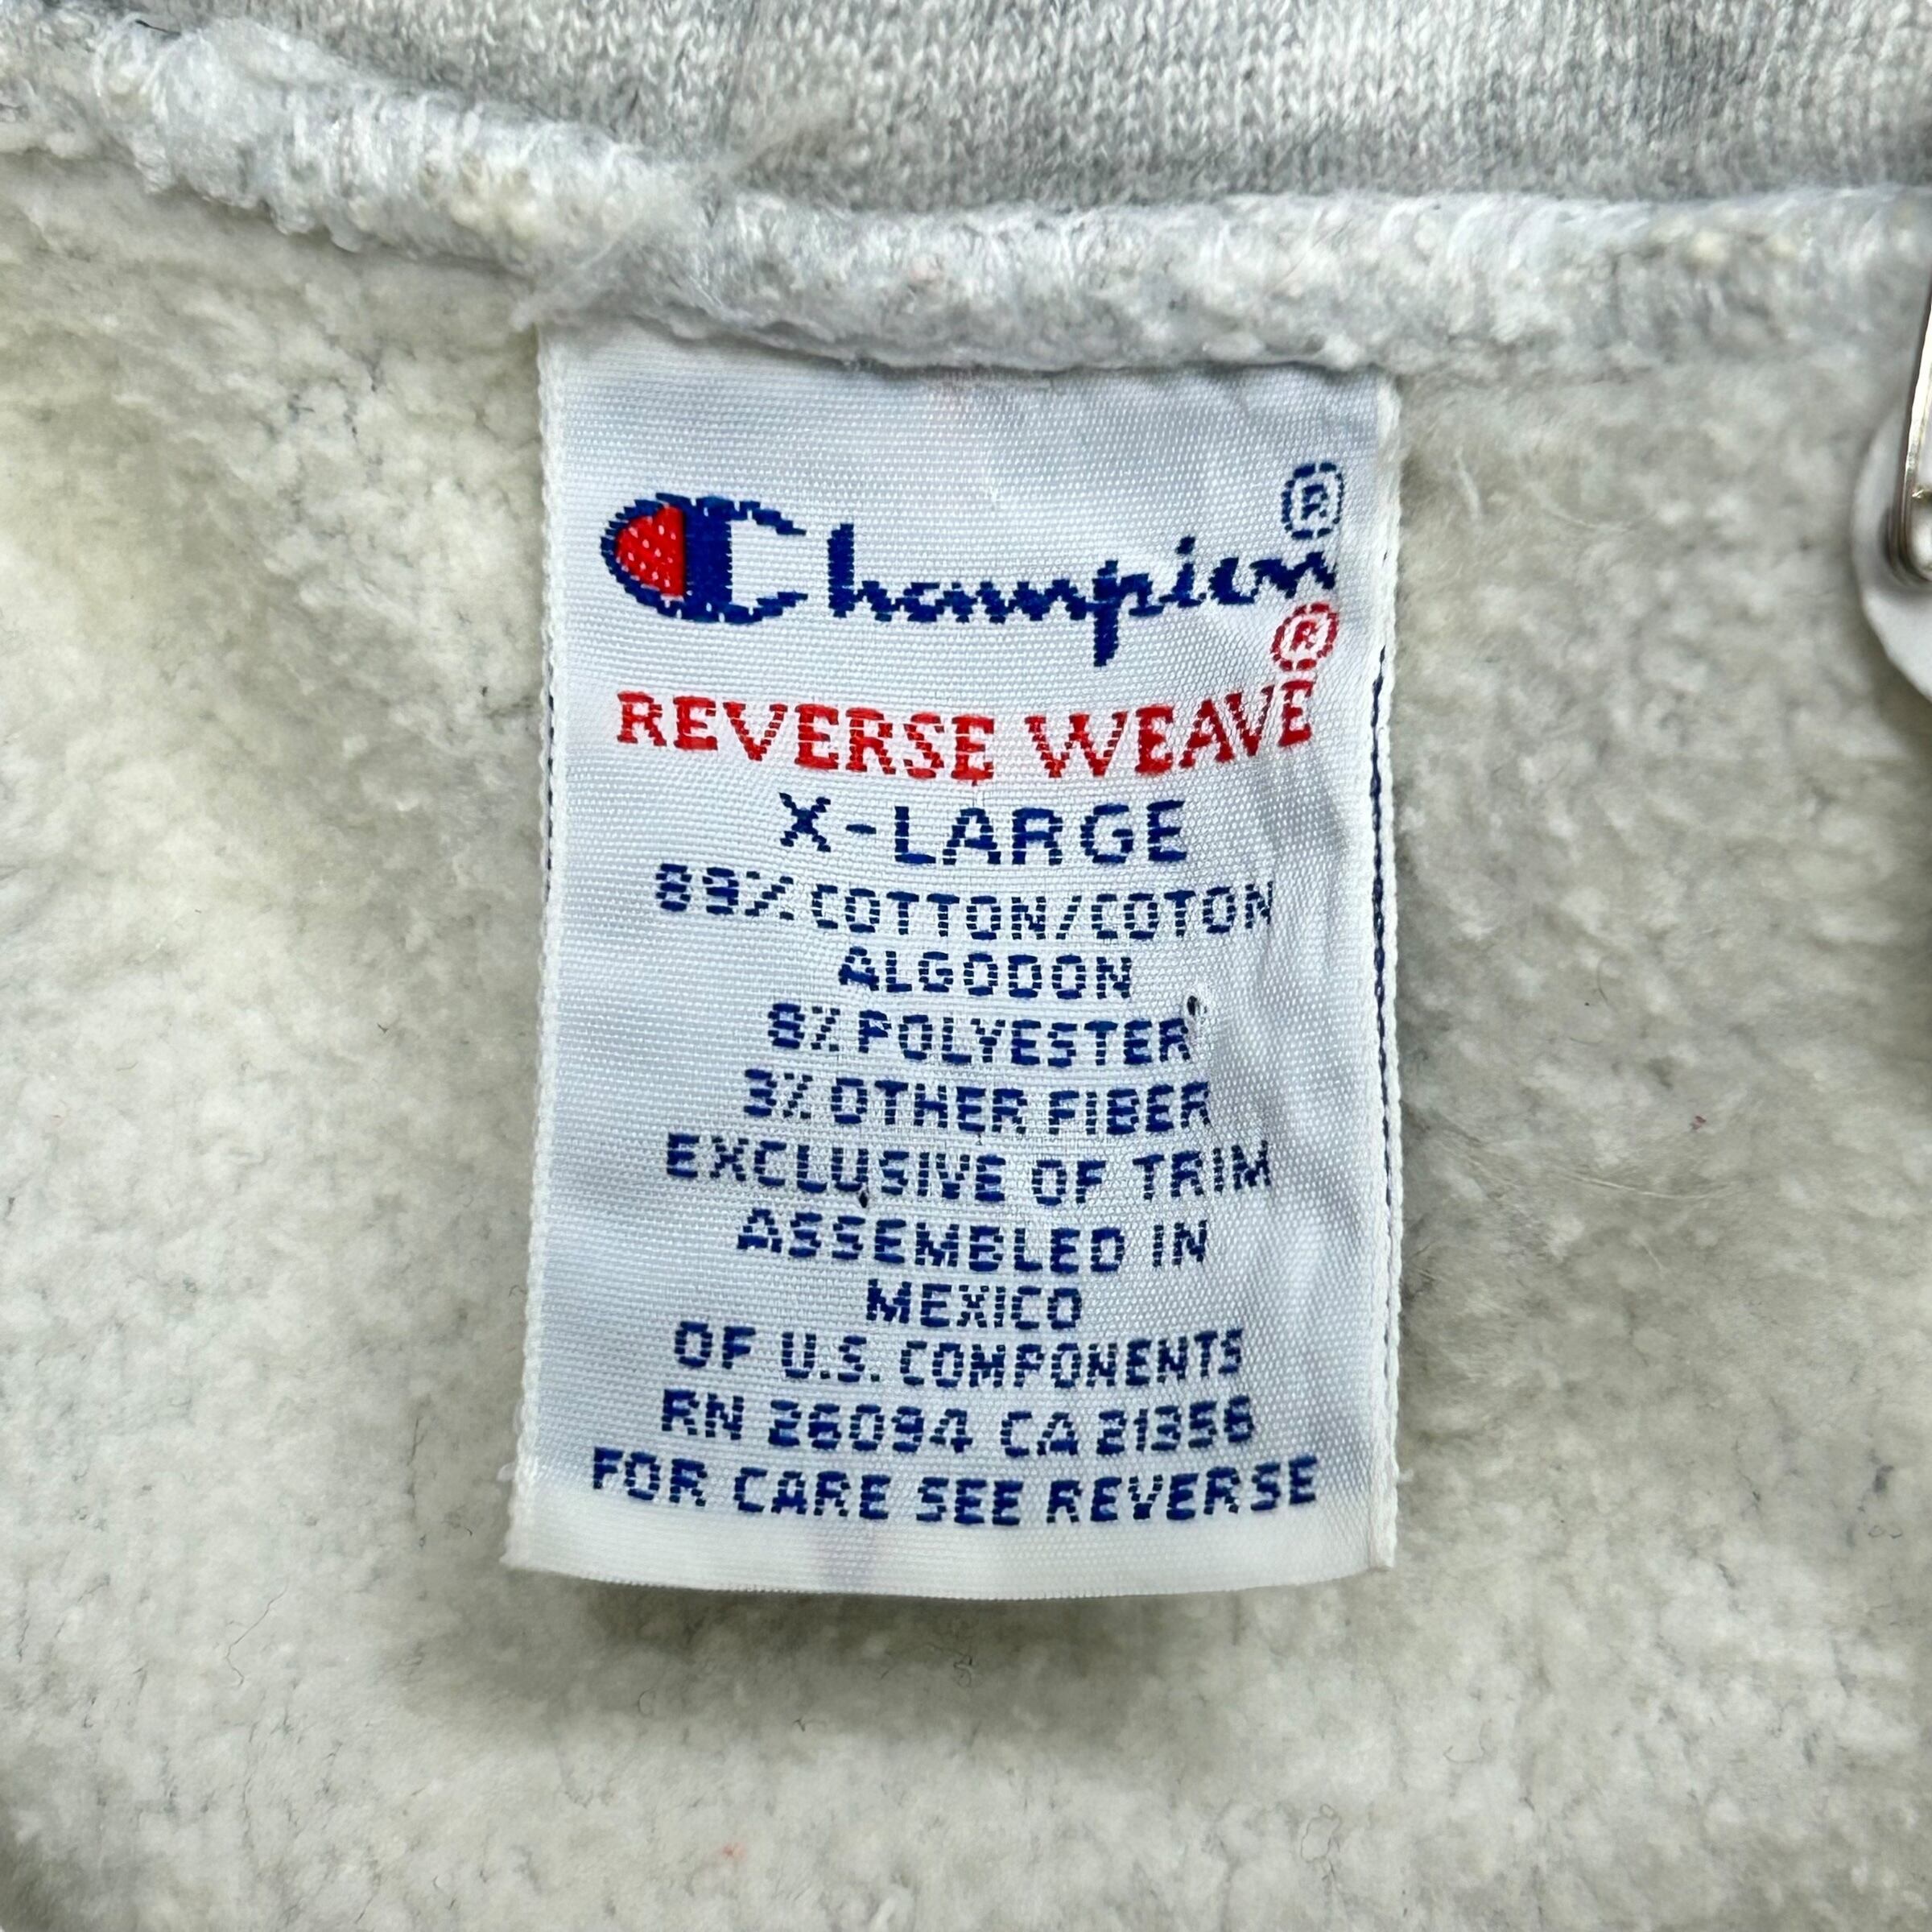 Champion®
REVERSE WEAVE®
X-LARGE
89% COTTON/COTON
ALGODON
8% POLYESTER
3% OTHER FIBER
EXCLUSIVE OF TRIM
ASSEMBLED IN
MEXICO
OF U.S. COMPONENTS
RN 26094 CA 21356
FOR CARE SEE REVERSE